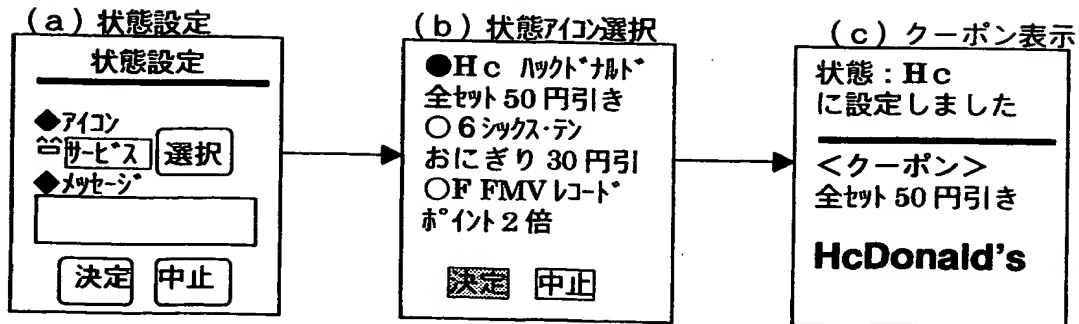 (a) 状態設定
状態設定
◆アイコン
サービス 選択
◆メッセージ
決定 中止
(b) 状態アイコン選択
●Hc ハックドナルド
全セット50円引き
○6シックス・テン
おにぎり30円引
○F FMVレコード
ポイント2倍
決定 中止
(c) クーポン表示
状態:Hc
に設定しました
<クーポン>
全セット50円引き
HcDonald's